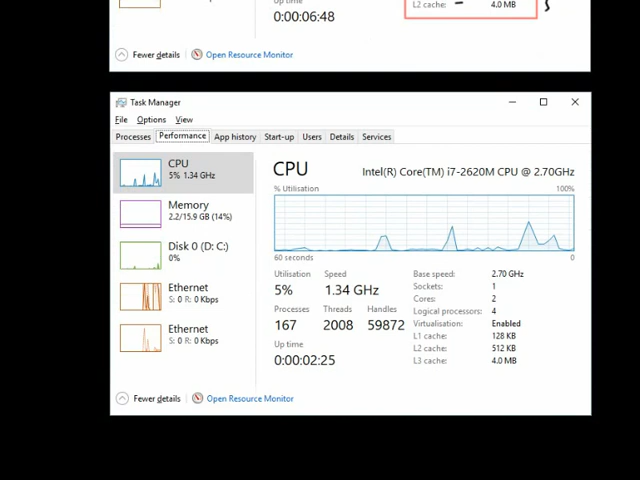 Up time
0:00:06:48
L2 cache:
4.0 MB
Fewer details
Open Resource Monitor
Task Manager
File Options View
Processes Performance App history Start-up Users Details Services
CPU
5% 1.34 GHz
Memory
2.2/15.9 GB (14%)
Disk 0 (D: C:)
0%
Ethernet
S: 0 R: 0 Kbps
Ethernet
S: 0 R: 0 Kbps
CPU Intel(R) Core(TM) i7-2620M CPU @ 2.70GHz
% Utilisation 100%
60 seconds 0
Utilisation Speed
5% 1.34 GHz
Processes Threads Handles
167 2008 59872
Up time
0:00:02:25
Base speed: 2.70 GHz
Sockets: 1
Cores: 2
Logical processors: 4
Virtualisation: Enabled
L1 cache: 128 KB
L2 cache: 512 KB
L3 cache: 4.0 MB
Fewer details
Open Resource Monitor